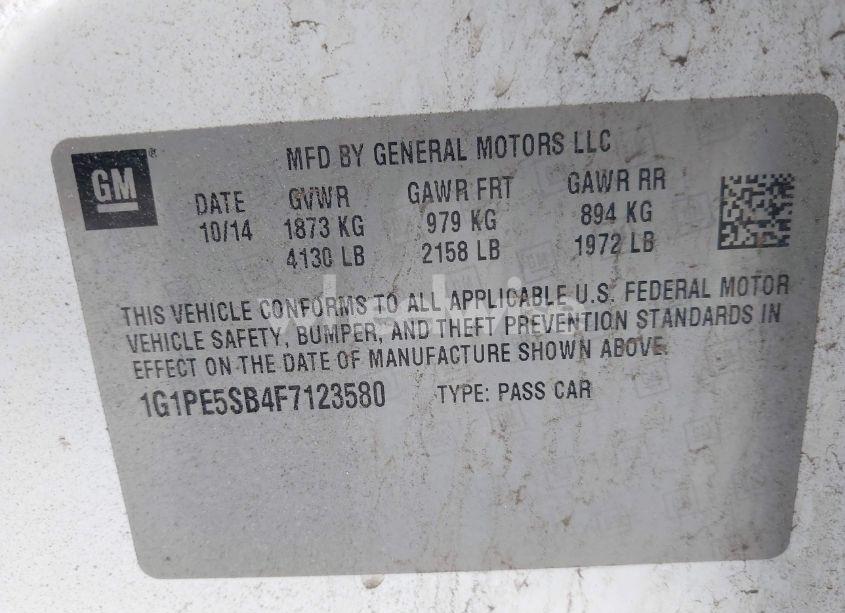 GM
MFD BY GENERAL MOTORS LLC
DATE GVWR GAWR FRT GAWR RR
10/14 1873 KG 979 KG 894 KG
4130 LB 2158 LB 1972 LB
THIS VEHICLE CONFORMS TO ALL APPLICABLE U.S. FEDERAL MOTOR
VEHICLE SAFETY, BUMPER, AND THEFT PREVENTION STANDARDS IN
EFFECT ON THE DATE OF MANUFACTURE SHOWN ABOVE.
1G1PE5SB4F7123580 TYPE: PASS CAR